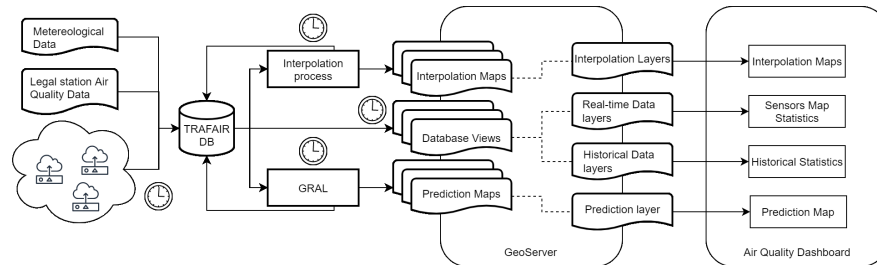 Metereological
Data
Legal station Air
Quality Data
TRAFAIR
DB
Interpolation
process
GRAL
Interpolation Maps
Database Views
Prediction Maps
GeoServer
Interpolation Layers
Real-time Data
layers
Historical Data
layers
Prediction layer
Interpolation Maps
Sensors Map
Statistics
Historical Statistics
Prediction Map
Air Quality Dashboard